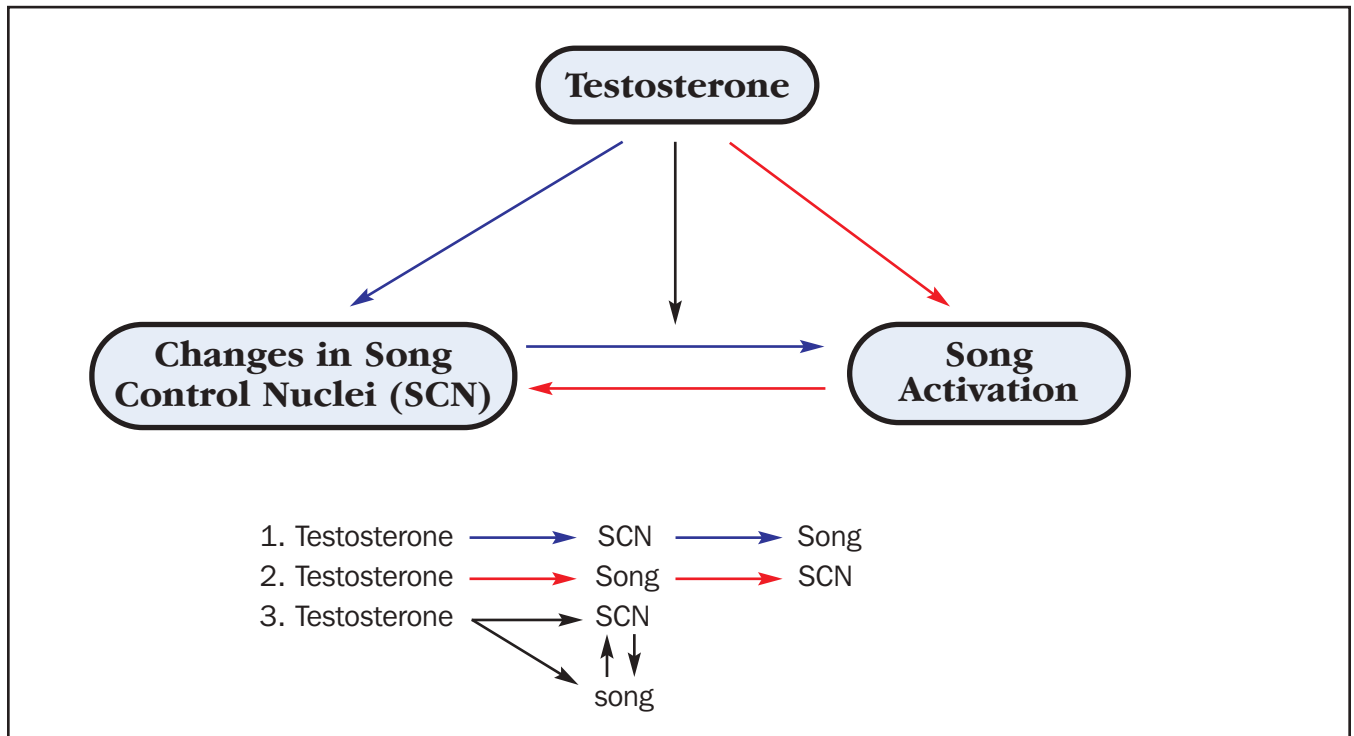 Testosterone
Changes in Song
Control Nuclei (SCN)
Song
Activation
1. Testosterone SCN Song
2. Testosterone Song SCN
3. Testosterone SCN
song